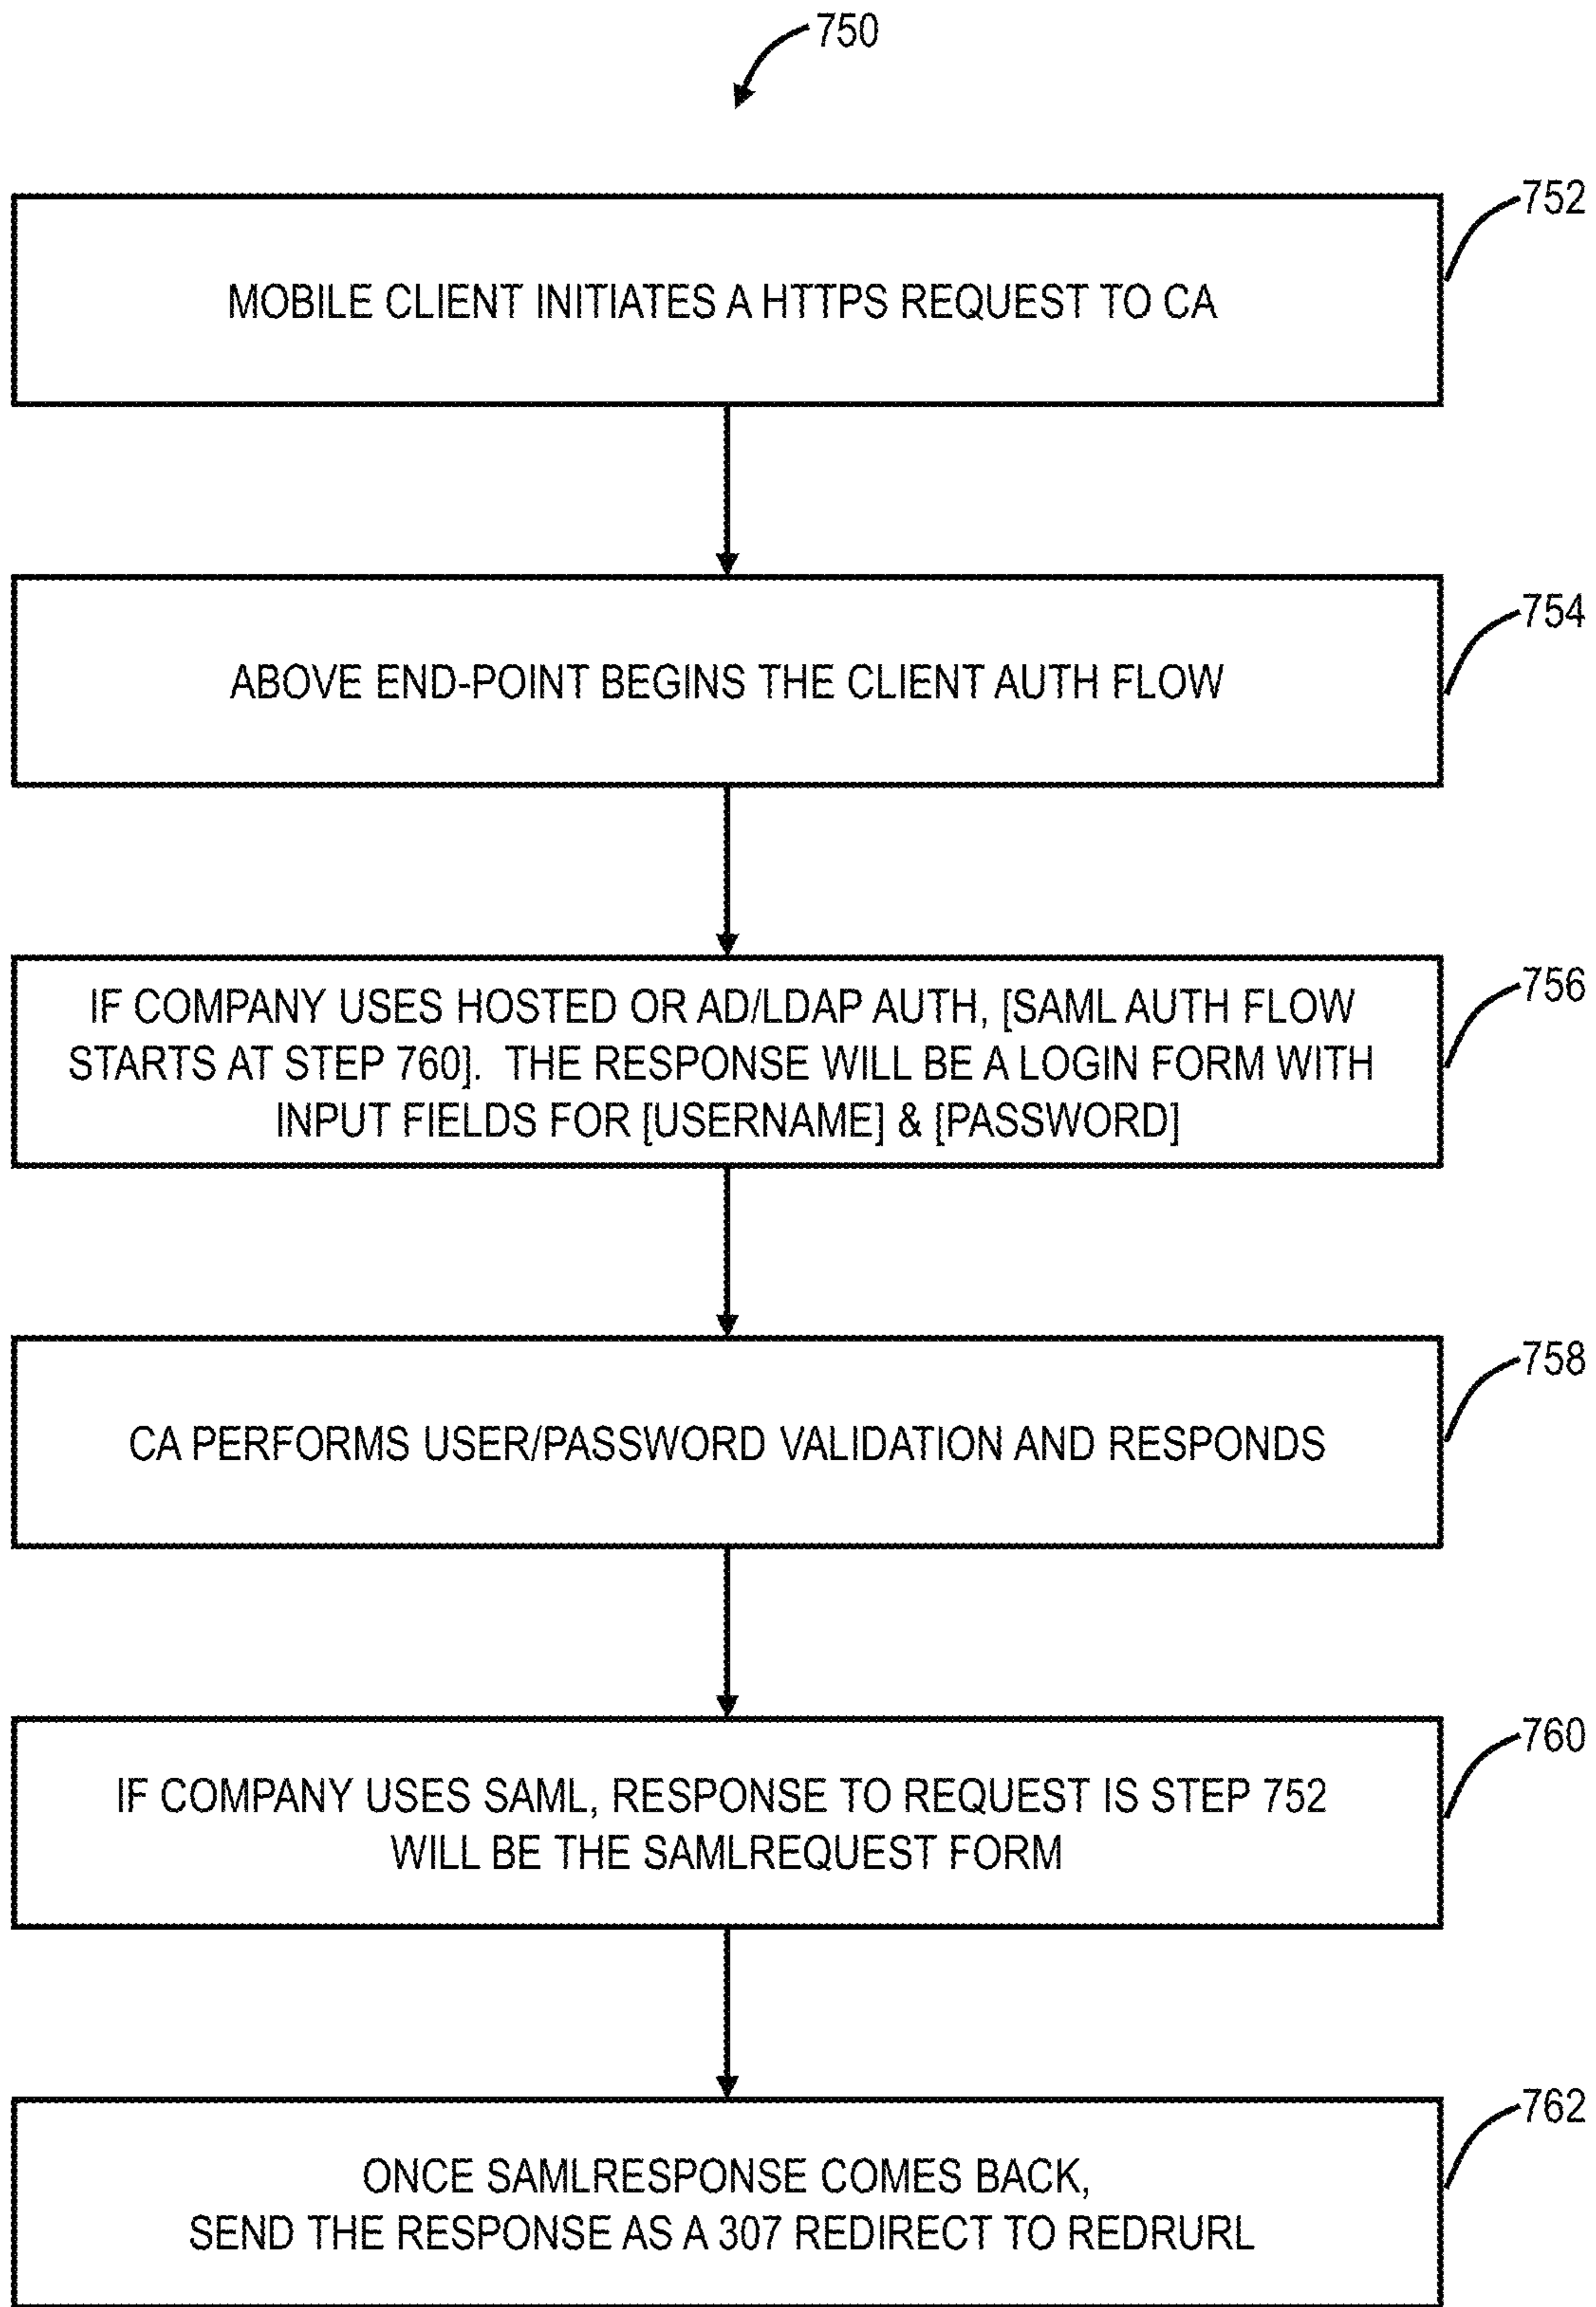 750
752
MOBILE CLIENT INITIATES A HTTPS REQUEST TO CA
754
ABOVE END-POINT BEGINS THE CLIENT AUTH FLOW
756
IF COMPANY USES HOSTED OR AD/LDAP AUTH, [SAML AUTH FLOW
STARTS AT STEP 760]. THE RESPONSE WILL BE A LOGIN FORM WITH
INPUT FIELDS FOR [USERNAME] & [PASSWORD]
758
CA PERFORMS USER/PASSWORD VALIDATION AND RESPONDS
760
IF COMPANY USES SAML, RESPONSE TO REQUEST IS STEP 752
WILL BE THE SAMLREQUEST FORM
762
ONCE SAMLRESPONSE COMES BACK,
SEND THE RESPONSE AS A 307 REDIRECT TO REDRURL